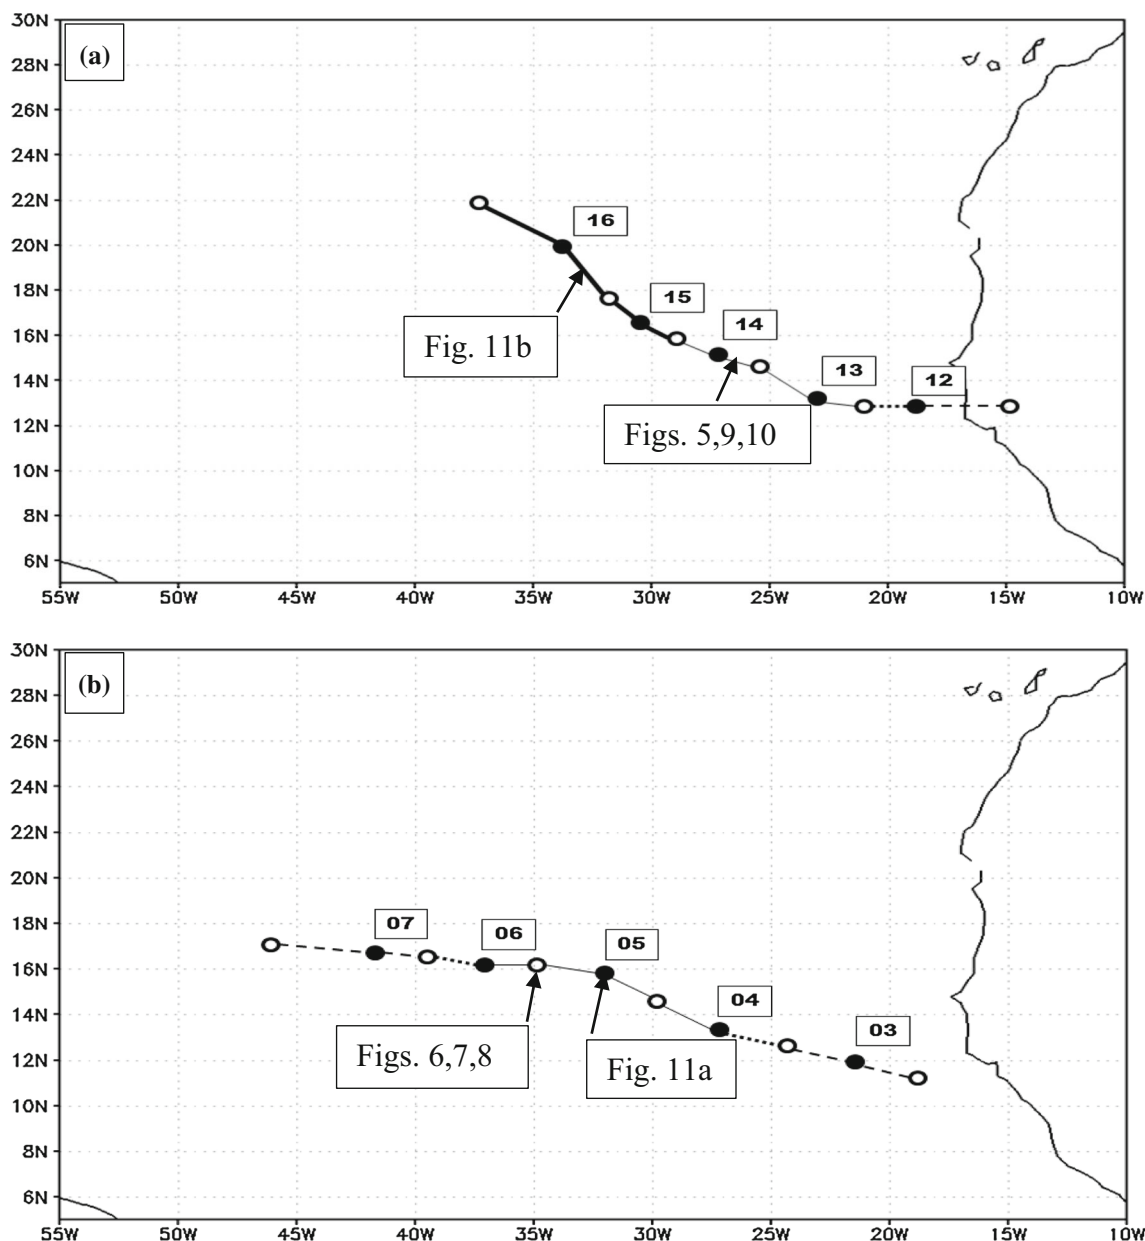 30N
(a)
28N
26N
24N
22N
16
20N
18N
15
14
16N
Fig. 11b
14N
13
12
12N
Figs. 5,9,10
10N
8N
6N
55W 50W 45W 40W 35W 30W 25W 20W 15W 10W
30N
(b)
28N
26N
24N
22N
20N
18N
07
06
05
16N
04
14N
03
12N
Figs. 6,7,8
Fig. 11a
10N
8N
6N
55W 50W 45W 40W 35W 30W 25W 20W 15W 10W